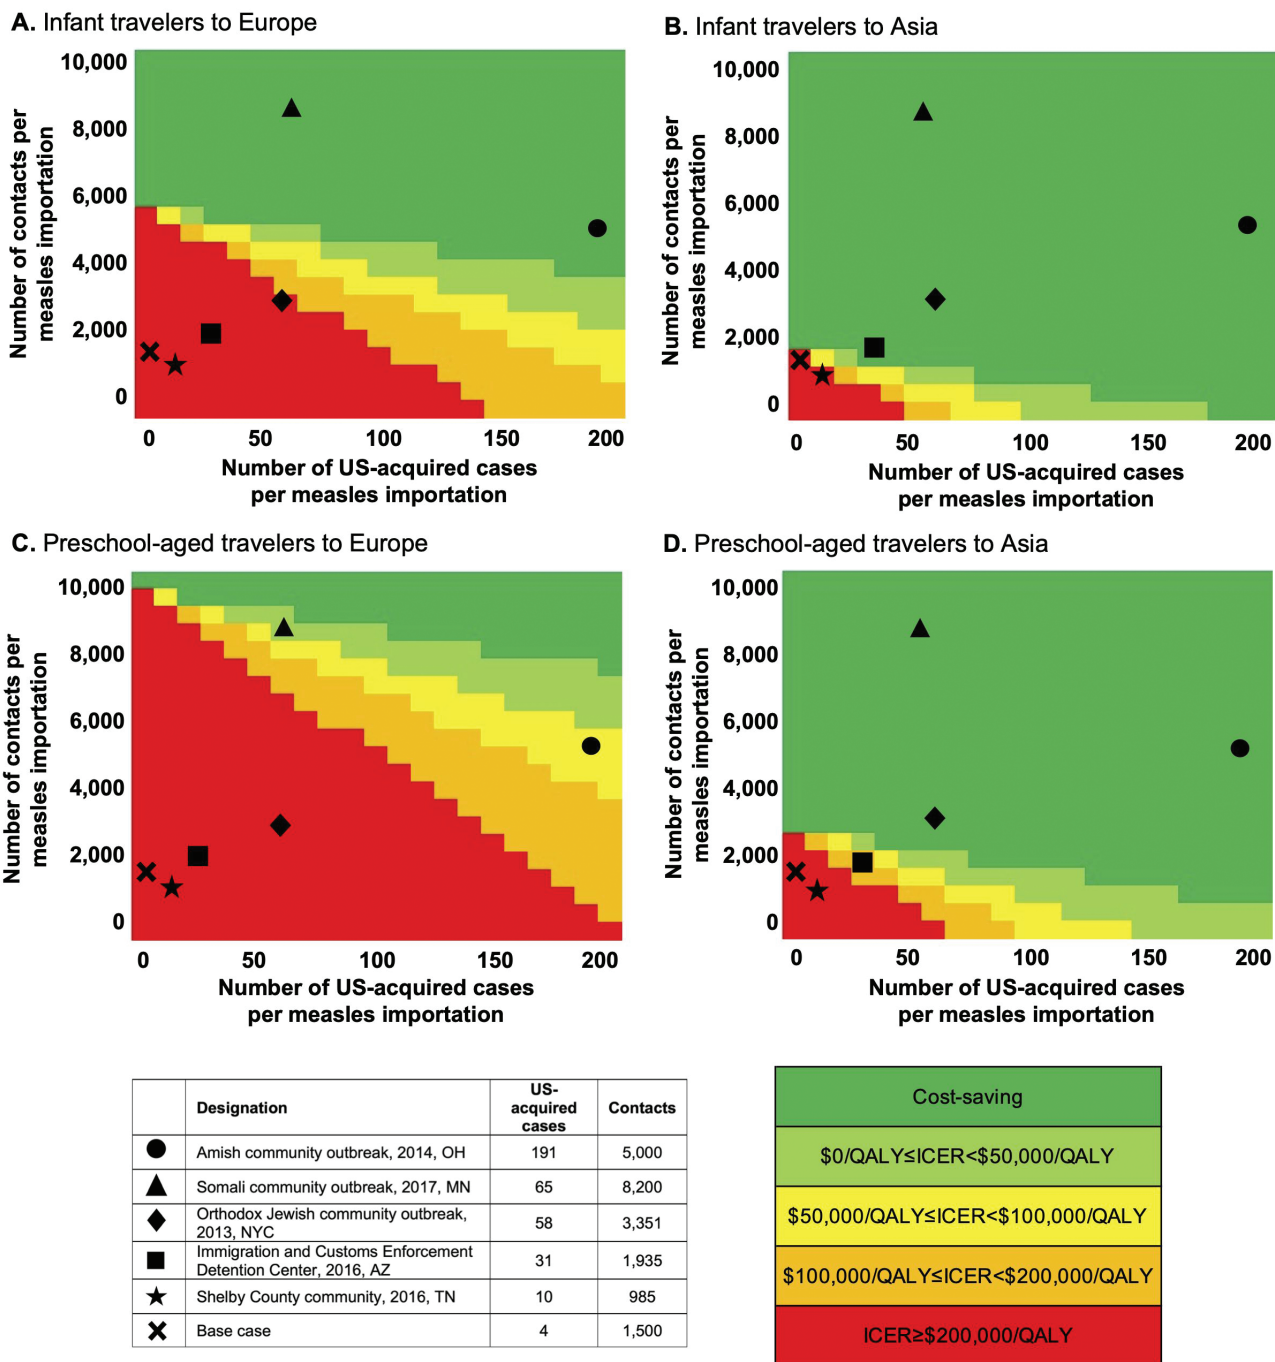 A. Infant travelers to Europe
B. Infant travelers to Asia
Number of contacts per
measles importation
10,000
8,000
6,000
4,000
2,000
0
0 50 100 150 200
Number of US-acquired cases
per measles importation
Number of contacts per
measles importation
10,000
8,000
6,000
4,000
2,000
0
0 50 100 150 200
Number of US-acquired cases
per measles importation
C. Preschool-aged travelers to Europe
D. Preschool-aged travelers to Asia
Number of contacts per
measles importation
10,000
8,000
6,000
4,000
2,000
0
0 50 100 150 200
Number of US-acquired cases
per measles importation
Number of contacts per
measles importation
10,000
8,000
6,000
4,000
2,000
0
0 50 100 150 200
Number of US-acquired cases
per measles importation
Designation
US-
acquired
cases
Contacts
Amish community outbreak, 2014, OH 191 5,000
Somali community outbreak, 2017, MN 65 8,200
Orthodox Jewish community outbreak,
2013, NYC 58 3,351
Immigration and Customs Enforcement
Detention Center, 2016, AZ 31 1,935
Shelby County community, 2016, TN 10 985
Base case 4 1,500
Cost-saving
$0/QALY≤ICER<$50,000/QALY
$50,000/QALY≤ICER<$100,000/QALY
$100,000/QALY≤ICER<$200,000/QALY
ICER≥$200,000/QALY